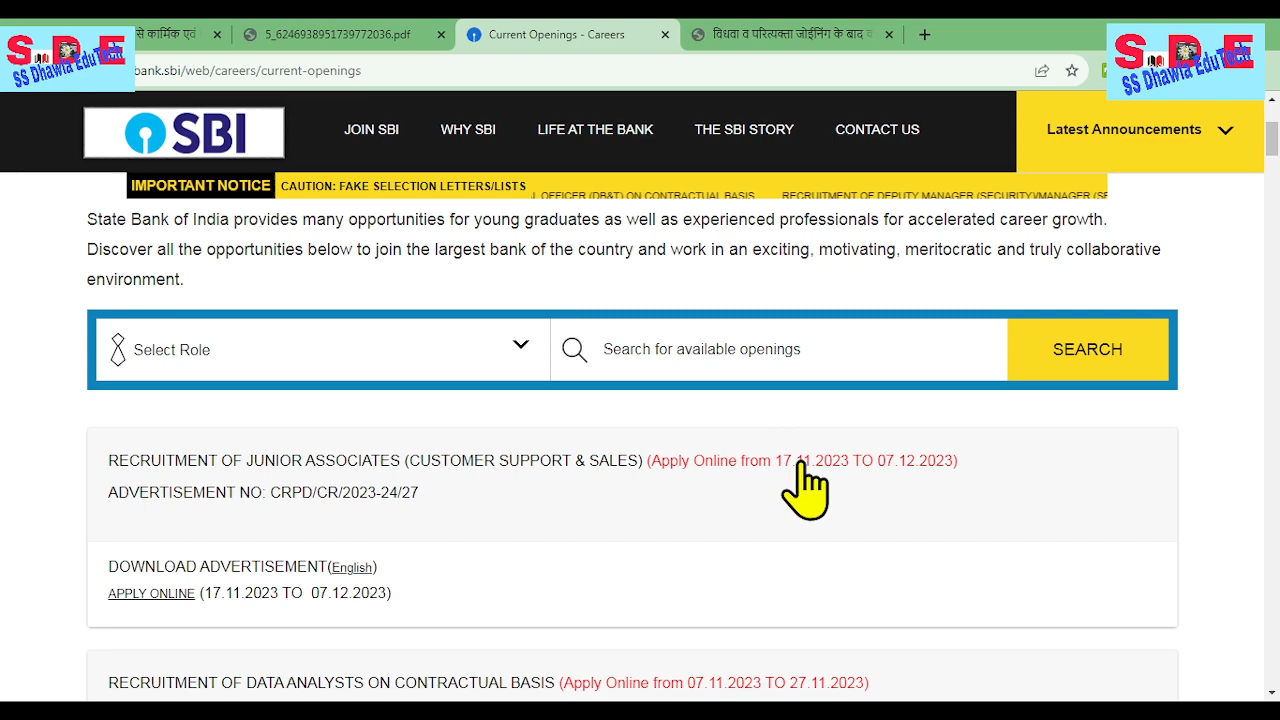 S D E
SS Dhawla EduTech
से कार्मिक एवं
5_6246938951739772036.pdf
Current Openings - Careers
विधवा व परित्यक्ता जोईनिंग के बाद
S D E
SS Dhawla EduTech
bank.sbi/web/careers/current-openings
SBI
JOIN SBI
WHY SBI
LIFE AT THE BANK
THE SBI STORY
CONTACT US
Latest Announcements
IMPORTANT NOTICE
CAUTION: FAKE SELECTION LETTERS/LISTS
OFFICER (DB&T) ON CONTRACTUAL BASIS
RECRUITMENT OF DEPUTY MANAGER (SECURITY)/MANAGER (SE
State Bank of India provides many opportunities for young graduates as well as experienced professionals for accelerated career growth.
Discover all the opportunities below to join the largest bank of the country and work in an exciting, motivating, meritocratic and truly collaborative
environment.
Select Role
Search for available openings
SEARCH
RECRUITMENT OF JUNIOR ASSOCIATES (CUSTOMER SUPPORT & SALES) (Apply Online from 17.11.2023 TO 07.12.2023)
ADVERTISEMENT NO: CRPD/CR/2023-24/27
DOWNLOAD ADVERTISEMENT(English)
APPLY ONLINE (17.11.2023 TO 07.12.2023)
RECRUITMENT OF DATA ANALYSTS ON CONTRACTUAL BASIS (Apply Online from 07.11.2023 TO 27.11.2023)